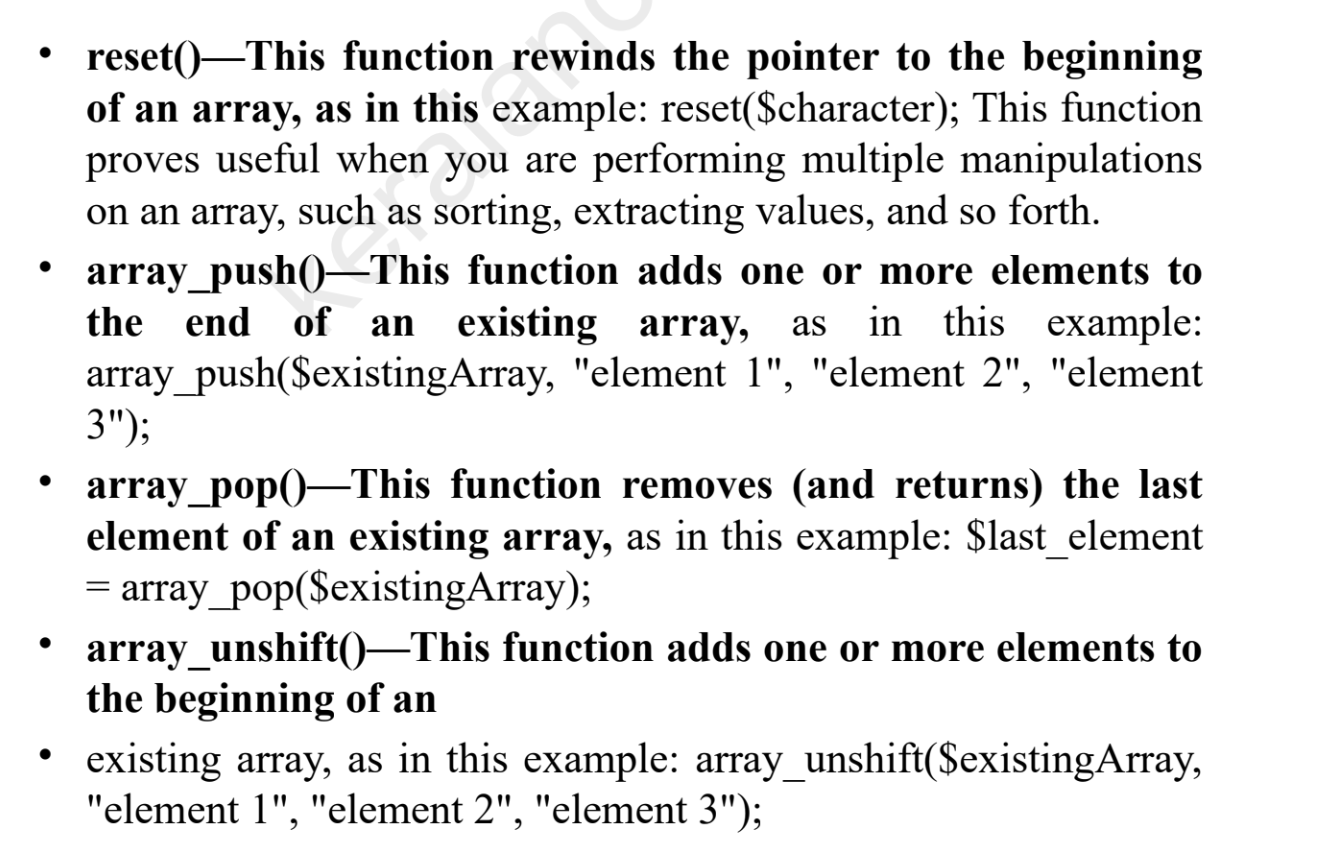 • reset()—This function rewinds the pointer to the beginning
of an array, as in this example: reset($character); This function
proves useful when you are performing multiple manipulations
on an array, such as sorting, extracting values, and so forth.
• array_push()—This function adds one or more elements to
the end of an existing array, as in this example:
array_push($existingArray, "element 1", "element 2", "element
3");
• array_pop()—This function removes (and returns) the last
element of an existing array, as in this example: $last_element
= array_pop($existingArray);
• array_unshift()—This function adds one or more elements to
the beginning of an
• existing array, as in this example: array_unshift($existingArray,
"element 1", "element 2", "element 3");